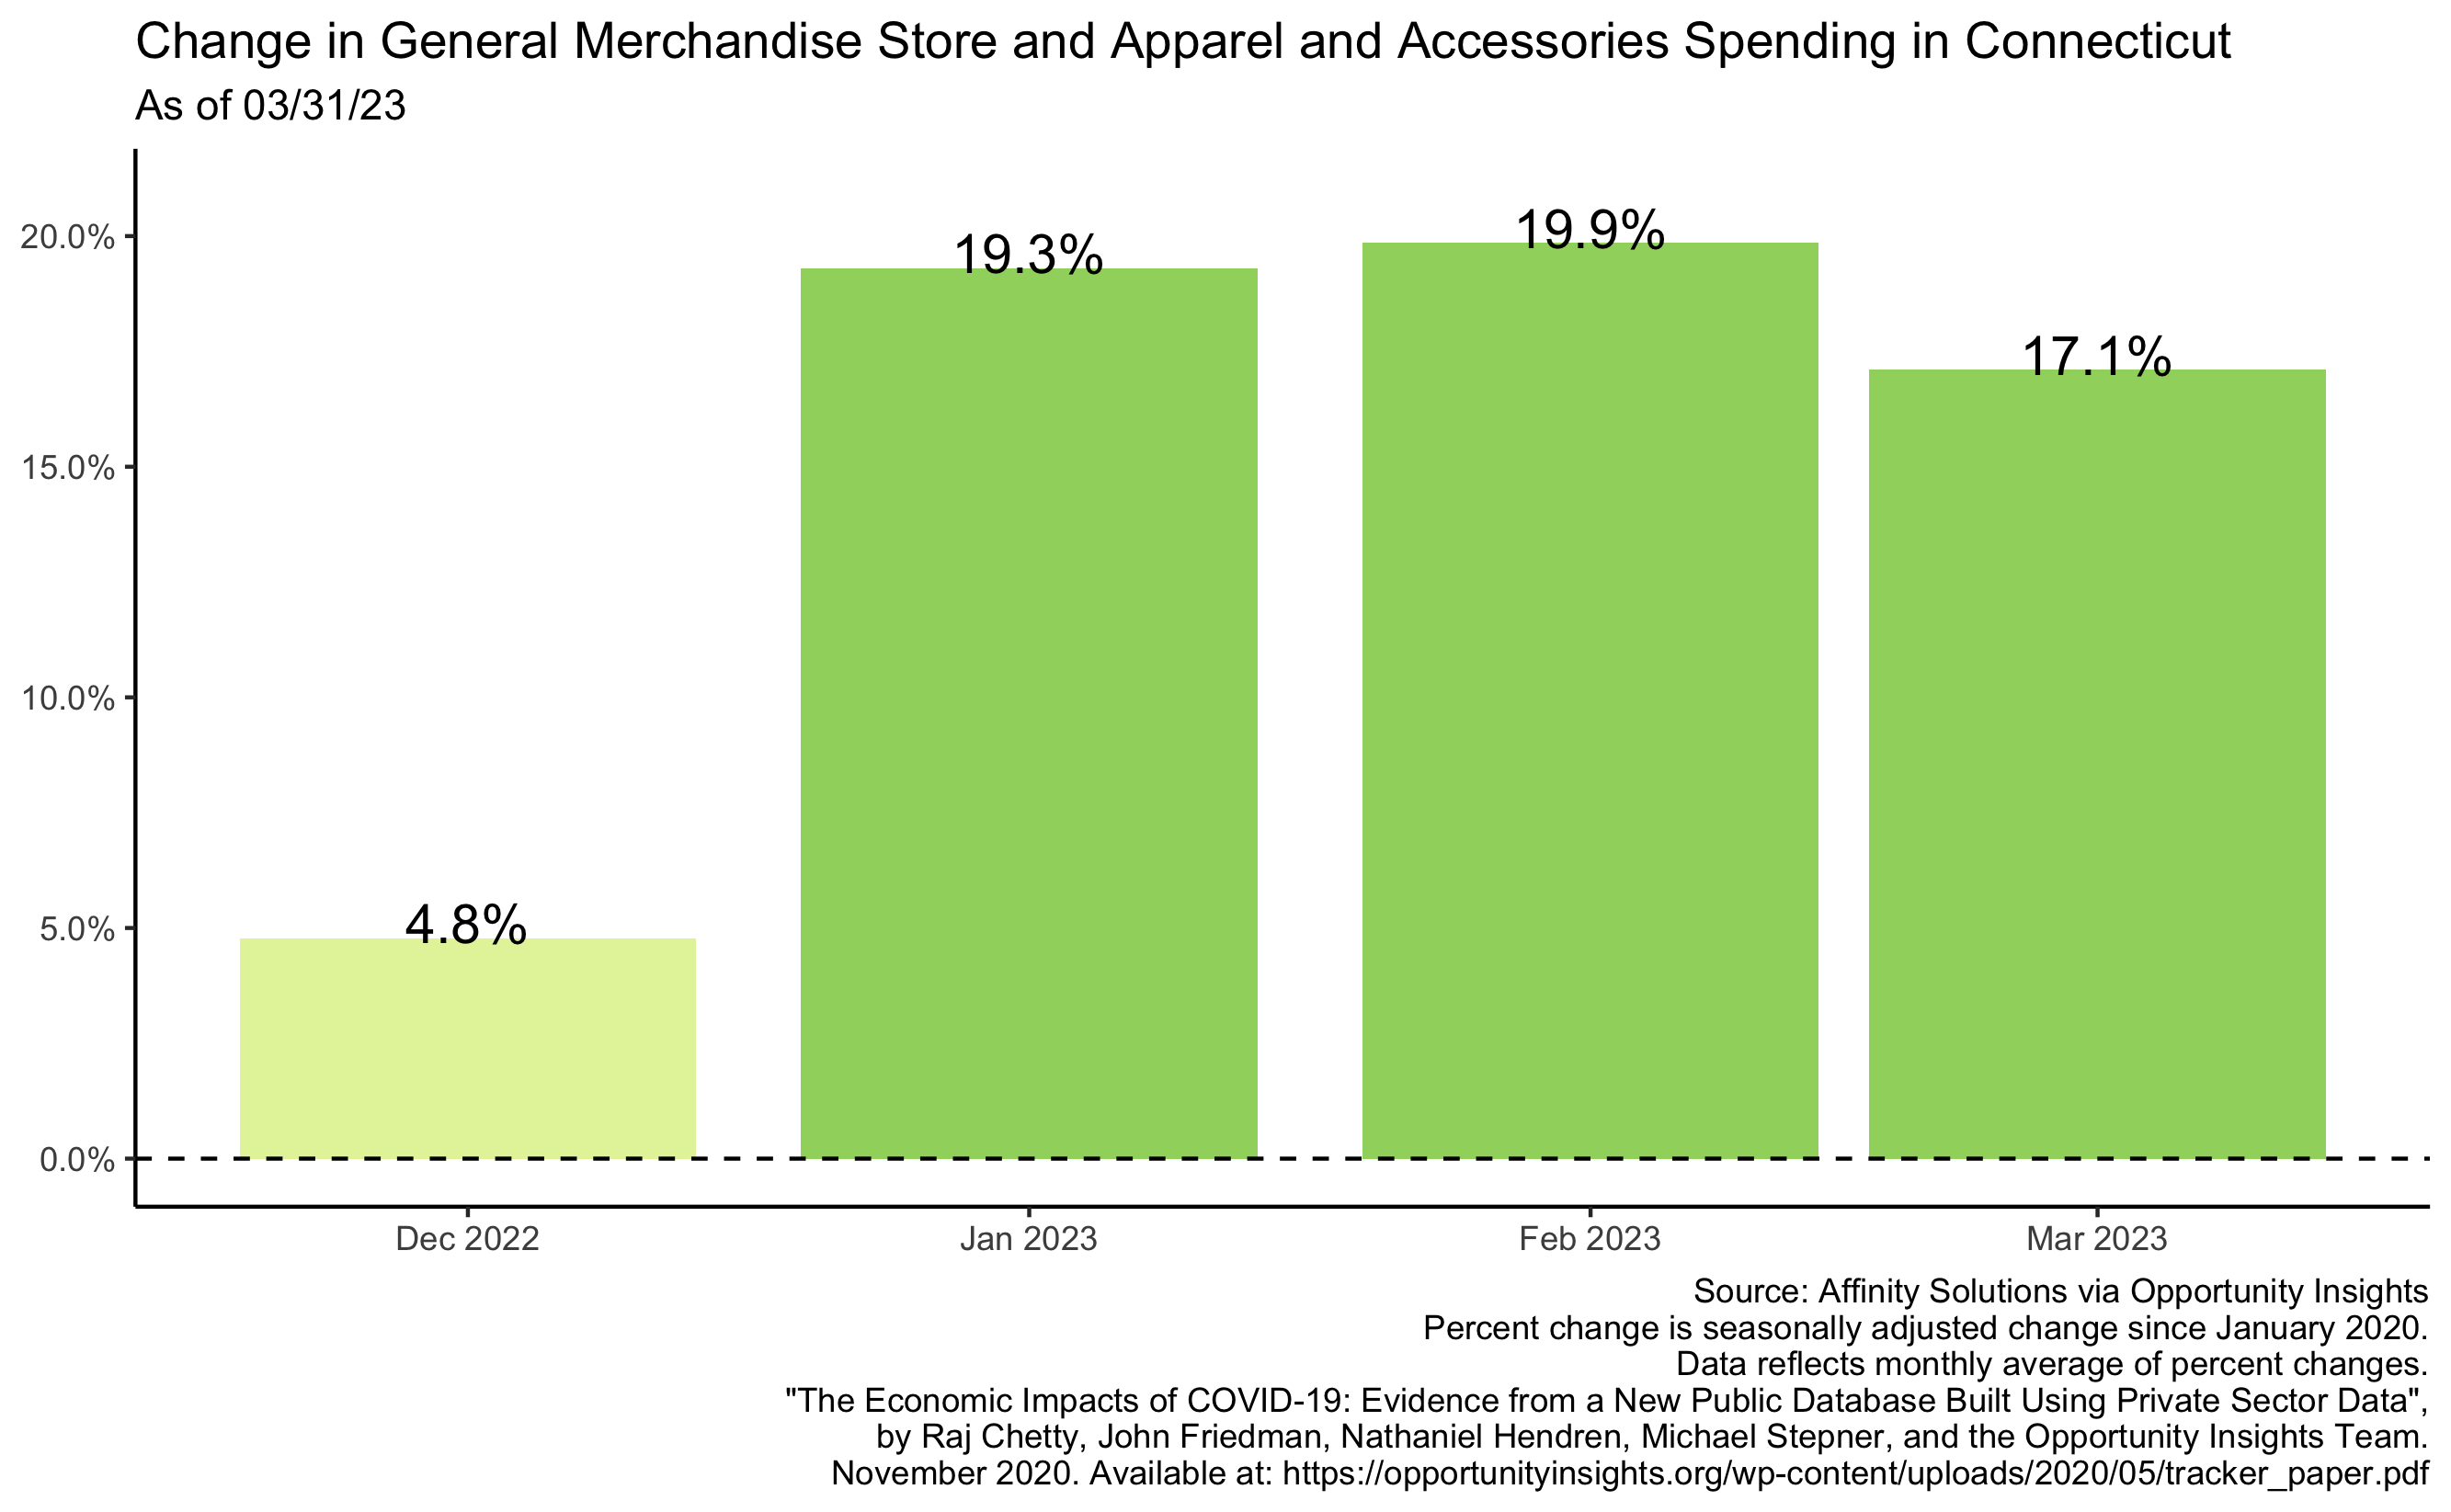 Change in General Merchandise Store and Apparel and Accessories Spending in Connecticut
As of 03/31/23
20.0%
15.0%
10.0%
5.0%
0.0%
4.8%
19.3%
19.9%
17.1%
Dec 2022
Jan 2023
Feb 2023
Mar 2023
Source: Affinity Solutions via Opportunity Insights
Percent change is seasonally adjusted change since January 2020.
Data reflects monthly average of percent changes.
"The Economic Impacts of COVID-19: Evidence from a New Public Database Built Using Private Sector Data",
by Raj Chetty, John Friedman, Nathaniel Hendren, Michael Stepner, and the Opportunity Insights Team.
November 2020. Available at: https://opportunityinsights.org/wp-content/uploads/2020/05/tracker_paper.pdf